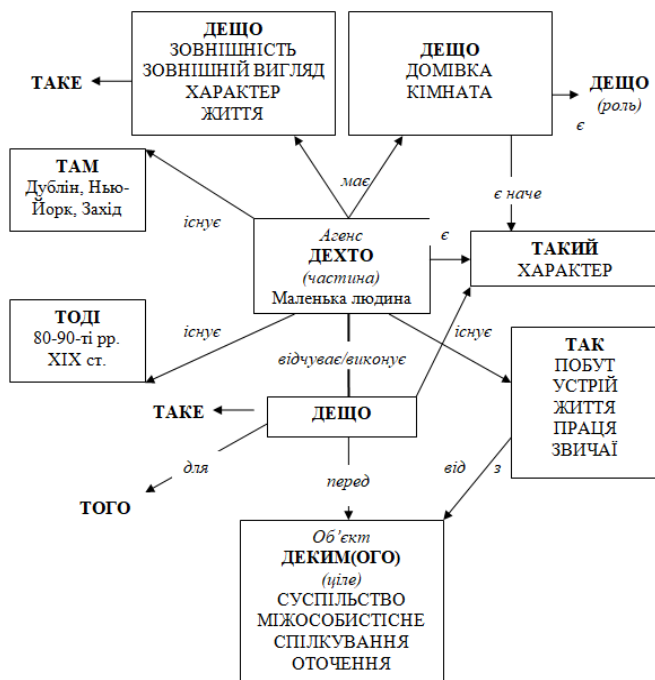 ДЕЩО
ЗОВНІШНІСТЬ
ЗОВНІШНІЙ ВИГЛЯД
ХАРАКТЕР
ЖИТТЯ
ДЕЩО
ДОМІВКА
КІМНАТА
ТАКЕ
ДЕЩО
(роль)
є
ТАМ
Дублін, Нью-
Йорк, Захід
має
є наче
існує
Агенс
ДЕХТО
(частина)
Маленька людина
є
ТАКИЙ
ХАРАКТЕР
ТОДІ
80-90-ті рр.
ХІХ ст.
існує
відчуває/виконує
існує
ТАК
ПОБУТ
УСТРІЙ
ЖИТТЯ
ПРАЦЯ
ЗВИЧАЇ
ТАКЕ
ДЕЩО
для
перед
від
з
ТОГО
Об’єкт
ДЕКИМ(ОГО)
(ціле)
СУСПІЛЬСТВО
МІЖОСОБИСТІСНЕ
СПІЛКУВАННЯ
ОТОЧЕННЯ